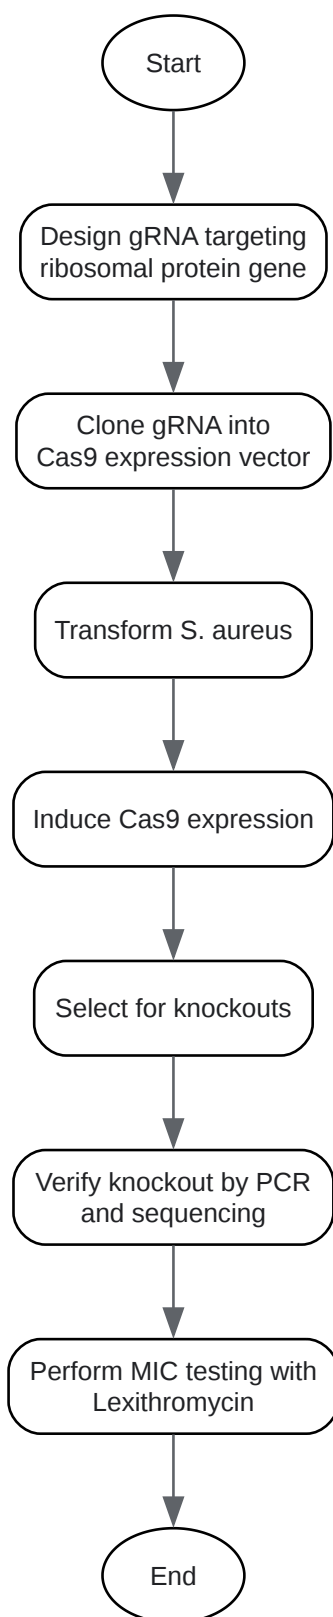 Start
Design gRNA targeting
ribosomal protein gene
Clone gRNA into
Cas9 expression vector
Transform S. aureus
Induce Cas9 expression
Select for knockouts
Verify knockout by PCR
and sequencing
Perform MIC testing with
Lexithromycin
End